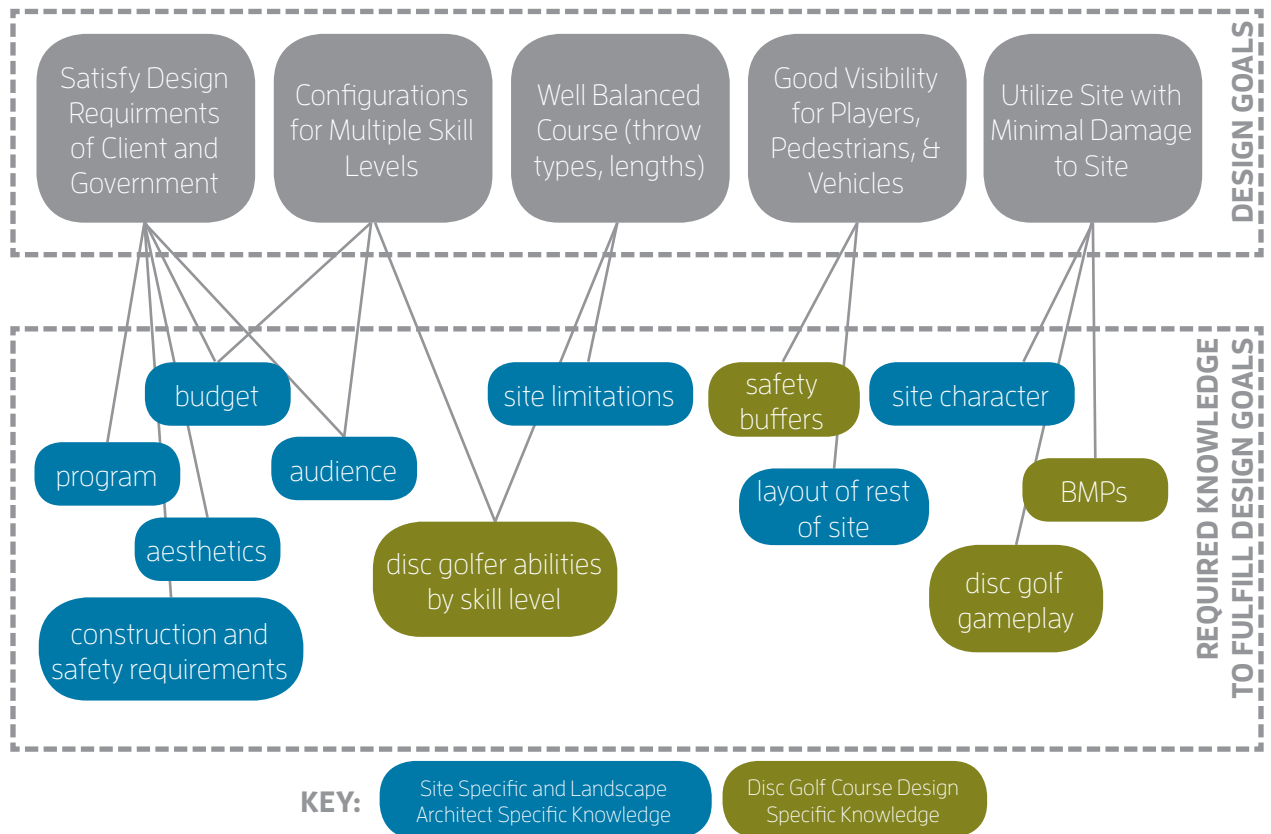 Satisfy Design
Requirments
of Client and
Government
Configurations
for Multiple Skill
Levels
Well Balanced
Course (throw
types, lengths)
Good Visibility
for Players,
Pedestrians, &
Vehicles
Utilize Site with
Minimal Damage
to Site
DESIGN GOALS
budget
program
aesthetics
construction and
safety requirements
audience
disc golfer abilities
by skill level
site limitations
safety
buffers
layout of rest
of site
site character
BMPs
disc golf
gameplay
REQUIRED KNOWLEDGE
TO FULFILL DESIGN GOALS
KEY:
Site Specific and Landscape
Architect Specific Knowledge
Disc Golf Course Design
Specific Knowledge